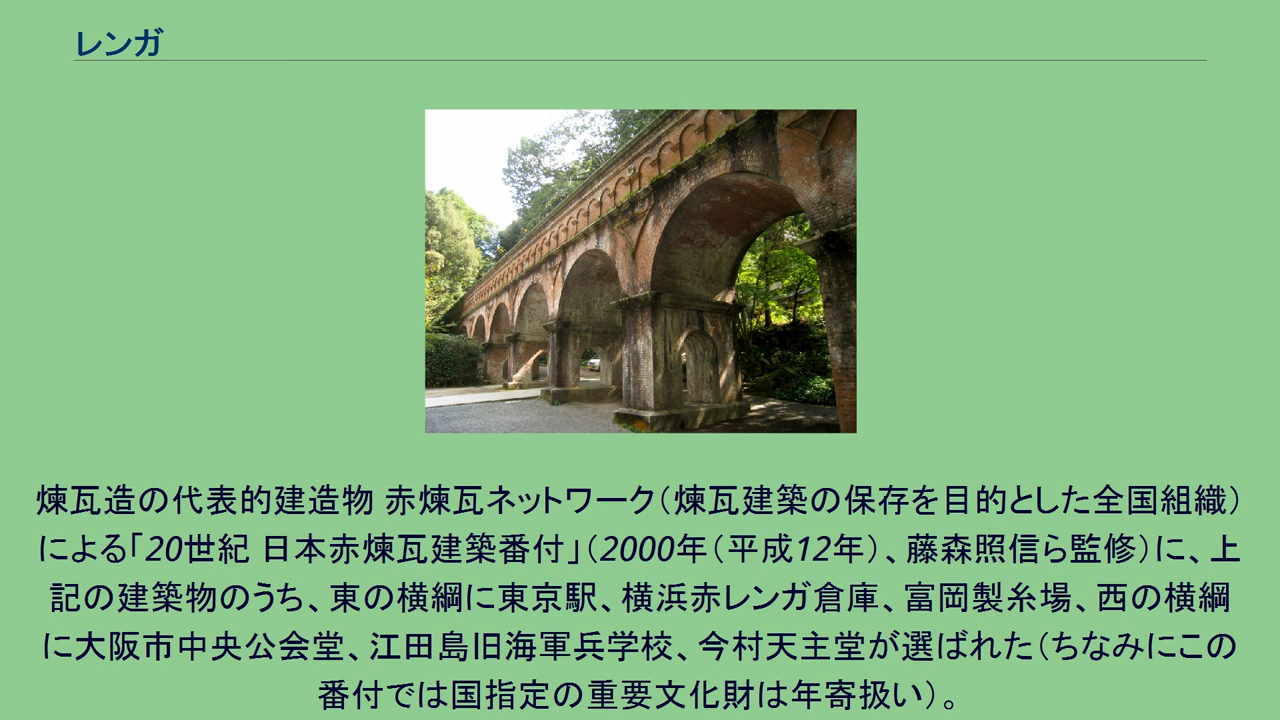 レンガ
煉瓦造の代表的建造物 赤煉瓦ネットワーク（煉瓦建築の保存を目的とした全国組織）
による「20世紀 日本赤煉瓦建築番付」（2000年（平成12年）、藤森照信ら監修）に、上
記の建築物のうち、東の横綱に東京駅、横浜赤レンガ倉庫、富岡製糸場、西の横綱
に大阪市中央公会堂、江田島旧海軍兵学校、今村天主堂が選ばれた（ちなみにこの
番付では国指定の重要文化財は年寄扱い）。